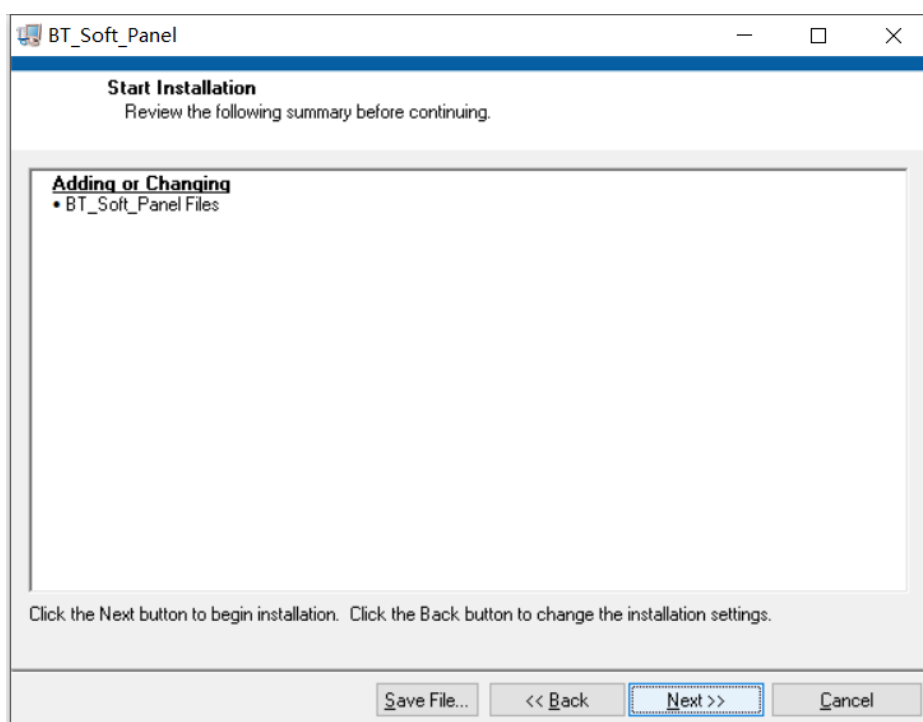 BT_Soft_Panel
Start Installation
Review the following summary before continuing.
Adding or Changing
• BT_Soft_Panel Files
Click the Next button to begin installation. Click the Back button to change the installation settings.
Save File... << Back Next >> Cancel